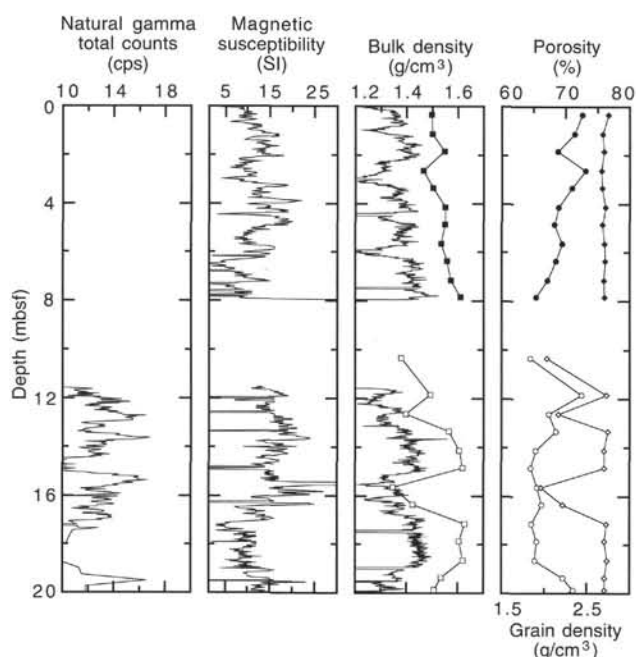 Natural gamma
total counts
(cps)
Magnetic
susceptibility
(SI)
Bulk density
(g/cm³)
Porosity
(%)
10 14 18
5 15 25
1.2 1.4 1.6
60 70 80
Depth (mbsf)
0
4
8
12
16
20
1.5 2.5
Grain density
(g/cm³)